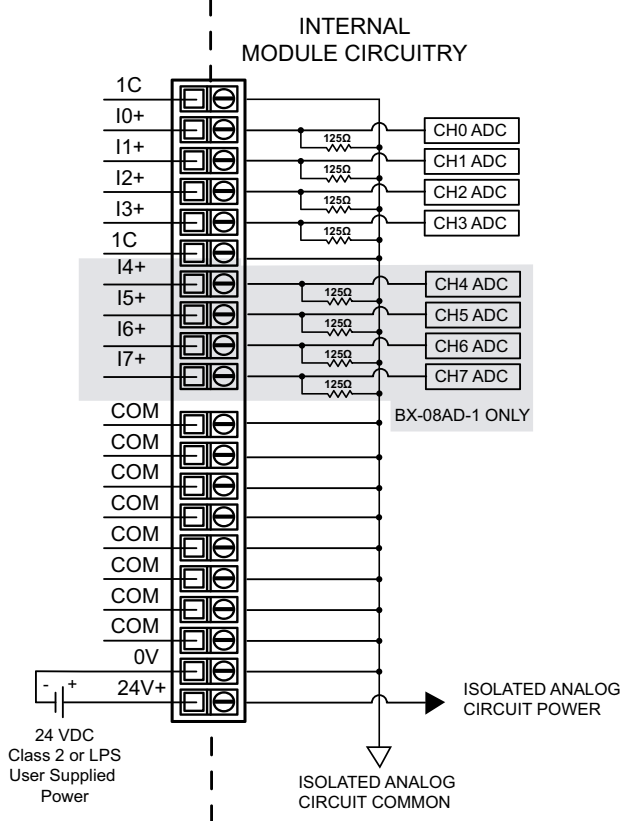 INTERNAL
MODULE CIRCUITRY
1C
I0+
125Ω
CH0 ADC
I1+
125Ω
CH1 ADC
I2+
125Ω
CH2 ADC
I3+
125Ω
CH3 ADC
1C
I4+
125Ω
CH4 ADC
I5+
125Ω
CH5 ADC
I6+
125Ω
CH6 ADC
I7+
125Ω
CH7 ADC
BX-08AD-1 ONLY
COM
COM
COM
COM
COM
COM
COM
COM
0V
24V+
- +
24 VDC
Class 2 or LPS
User Supplied
Power
ISOLATED ANALOG
CIRCUIT POWER
ISOLATED ANALOG
CIRCUIT COMMON